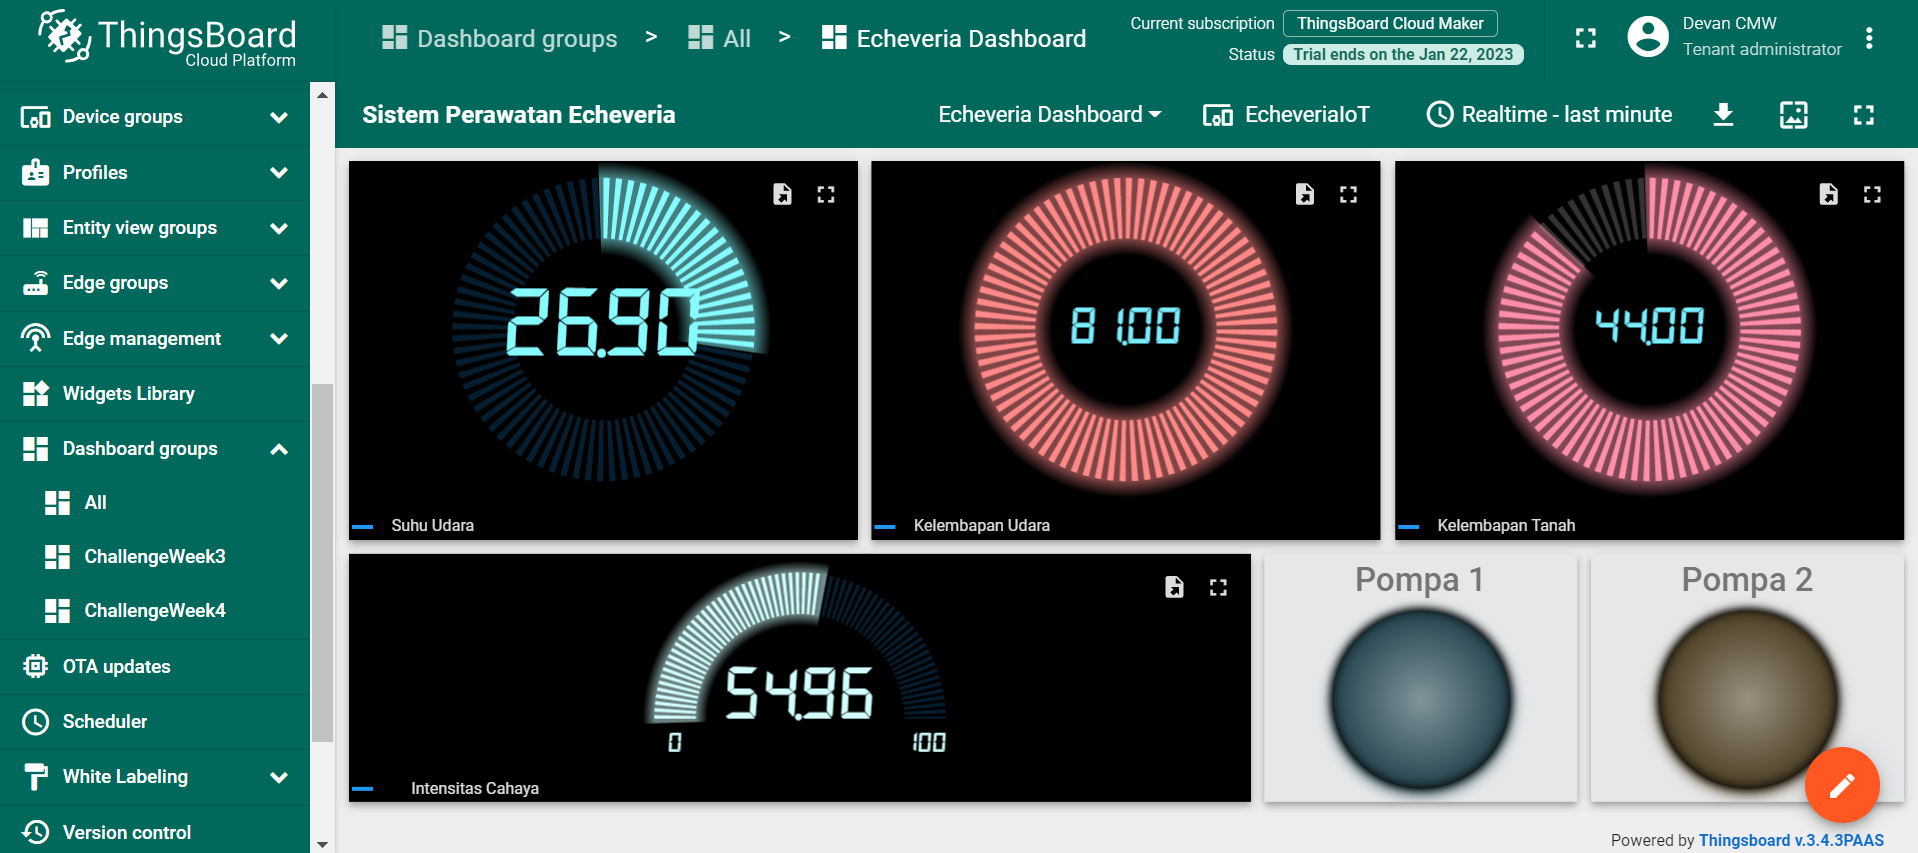 ThingsBoard
Cloud Platform
Dashboard groups > All > Echeveria Dashboard
Current subscription ThingsBoard Cloud Maker
Status Trial ends on the Jan 22, 2023
Devan CMW
Tenant administrator
Device groups
Profiles
Entity view groups
Edge groups
Edge management
Widgets Library
Dashboard groups
All
ChallengeWeek3
ChallengeWeek4
OTA updates
Scheduler
White Labeling
Version control
Sistem Perawatan Echeveria
Echeveria Dashboard
EcheveriaIoT
Realtime - last minute
26.90
Suhu Udara
81.00
Kelembapan Udara
44.00
Kelembapan Tanah
54.96
0
100
Intensitas Cahaya
Pompa 1
Pompa 2
Powered by Thingsboard v.3.4.3PAAS